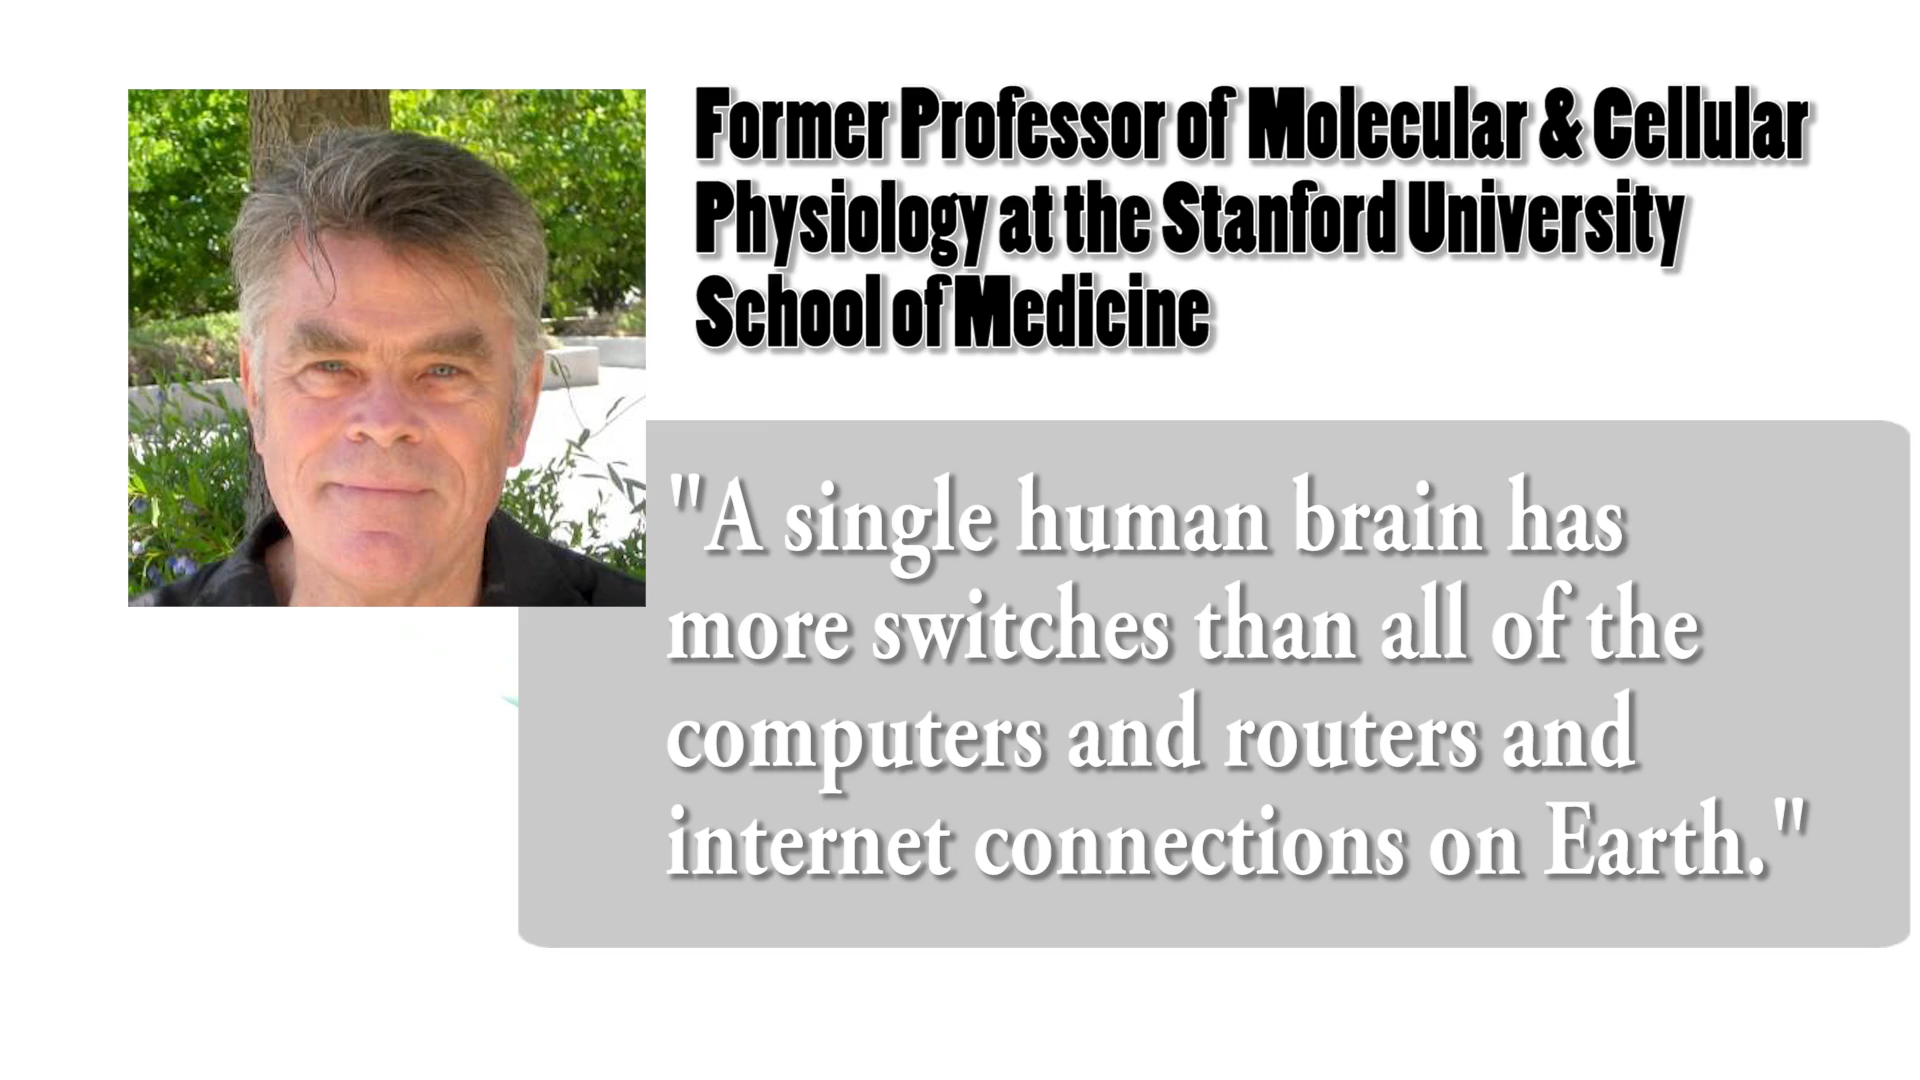 Former Professor of Molecular & Cellular
Physiology at the Stanford University
School of Medicine
"A single human brain has
more switches than all of the
computers and routers and
internet connections on Earth."